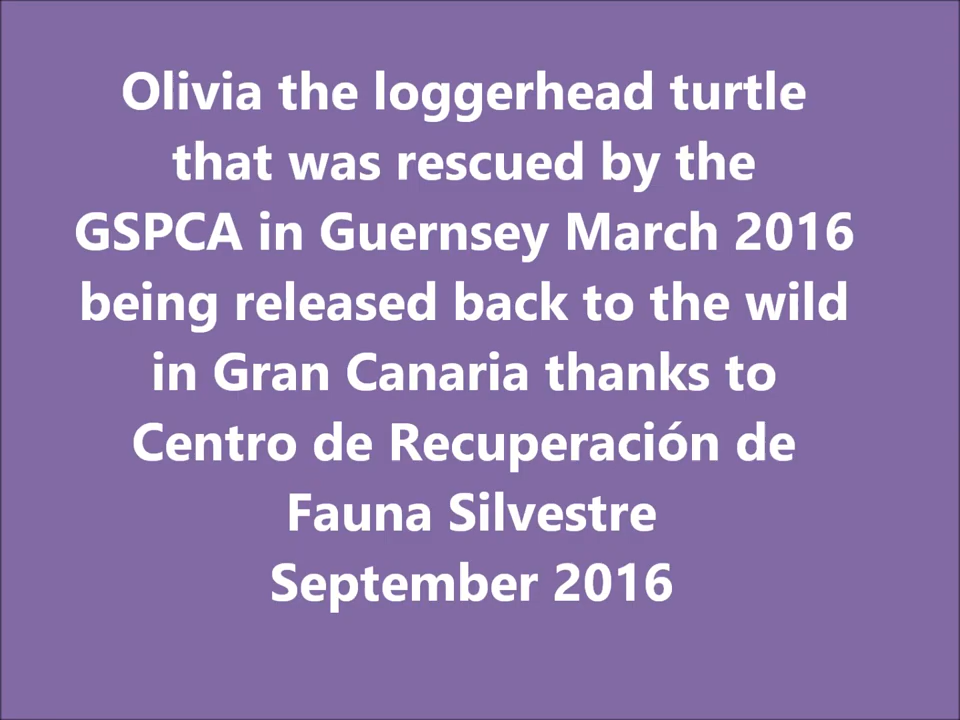 Olivia the loggerhead turtle
that was rescued by the
GSPCA in Guernsey March 2016
being released back to the wild
in Gran Canaria thanks to
Centro de Recuperación de
Fauna Silvestre
September 2016